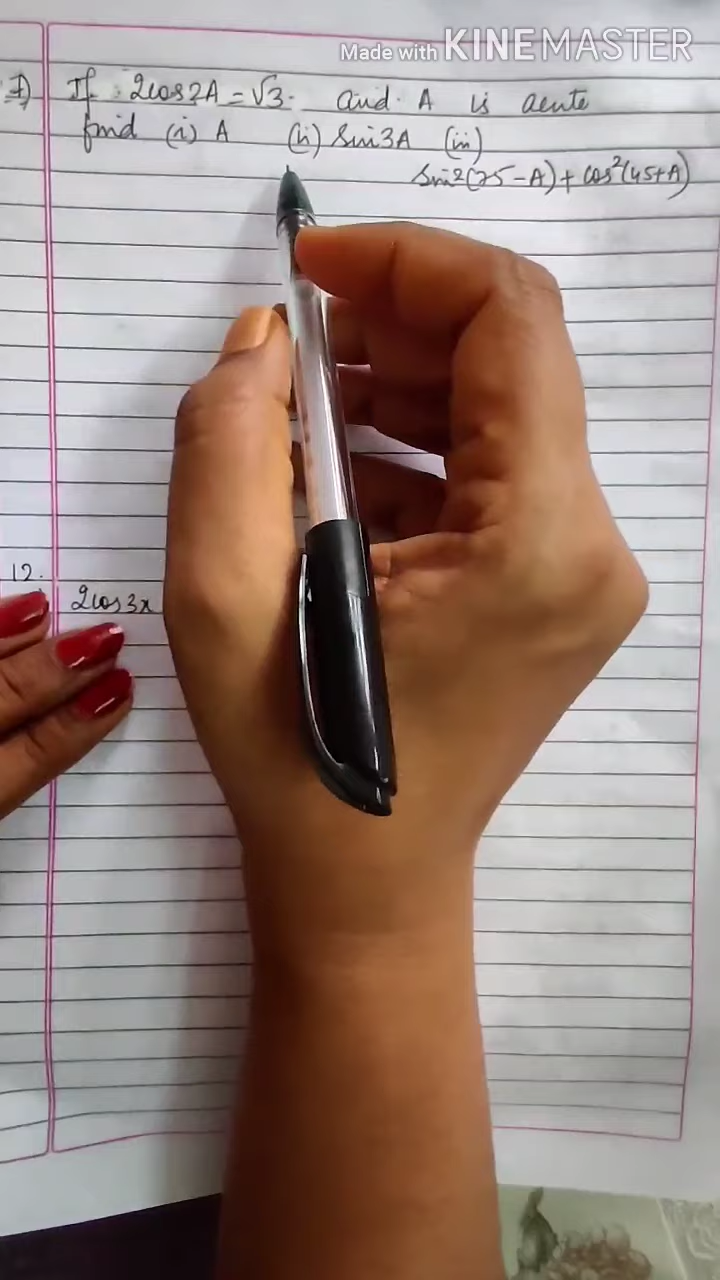 Made with KINEMASTER
7) If 2cos2A = √3. and A is acute
find (i) A (ii) Sin3A (iii)
Sin²(75-A) + cos²(45+A)
12.
2cos3x